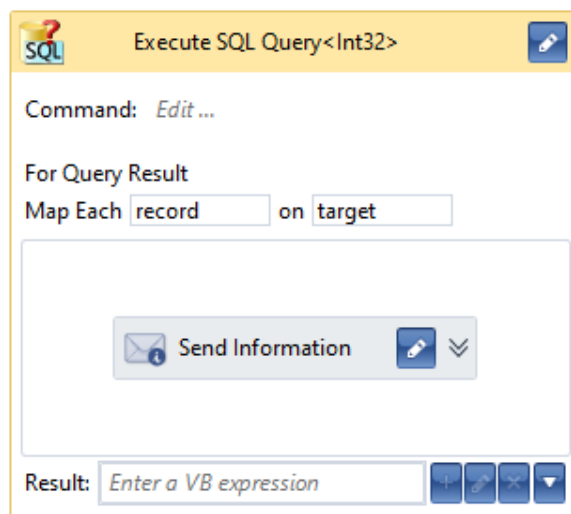 SQL
Execute SQL Query<Int32>
Command: Edit ...
For Query Result
Map Each record on target
Send Information
Result: Enter a VB expression